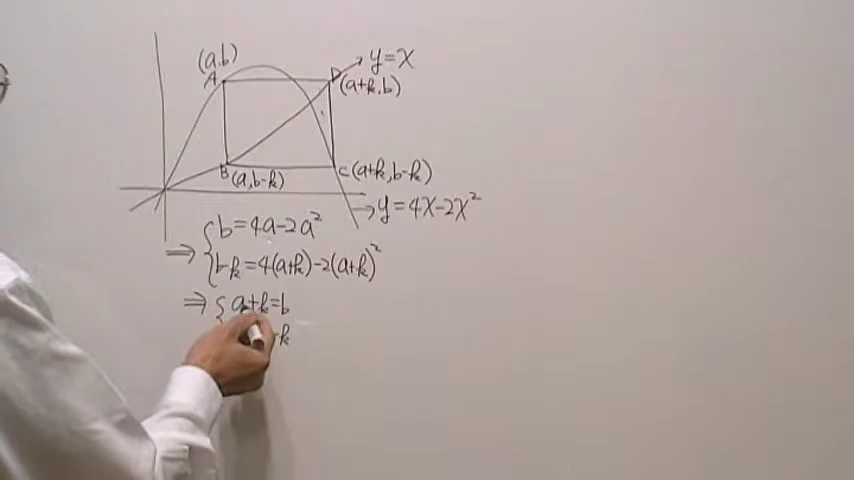 (a,b)
A
D
y=x
(a+k,b)
B
(a,b-k)
C(a+k,b-k)
→y=4x-2x²
⇒ { b=4a-2a²
b-k=4(a+k)-2(a+k)²
⇒ { a+k=b
-k